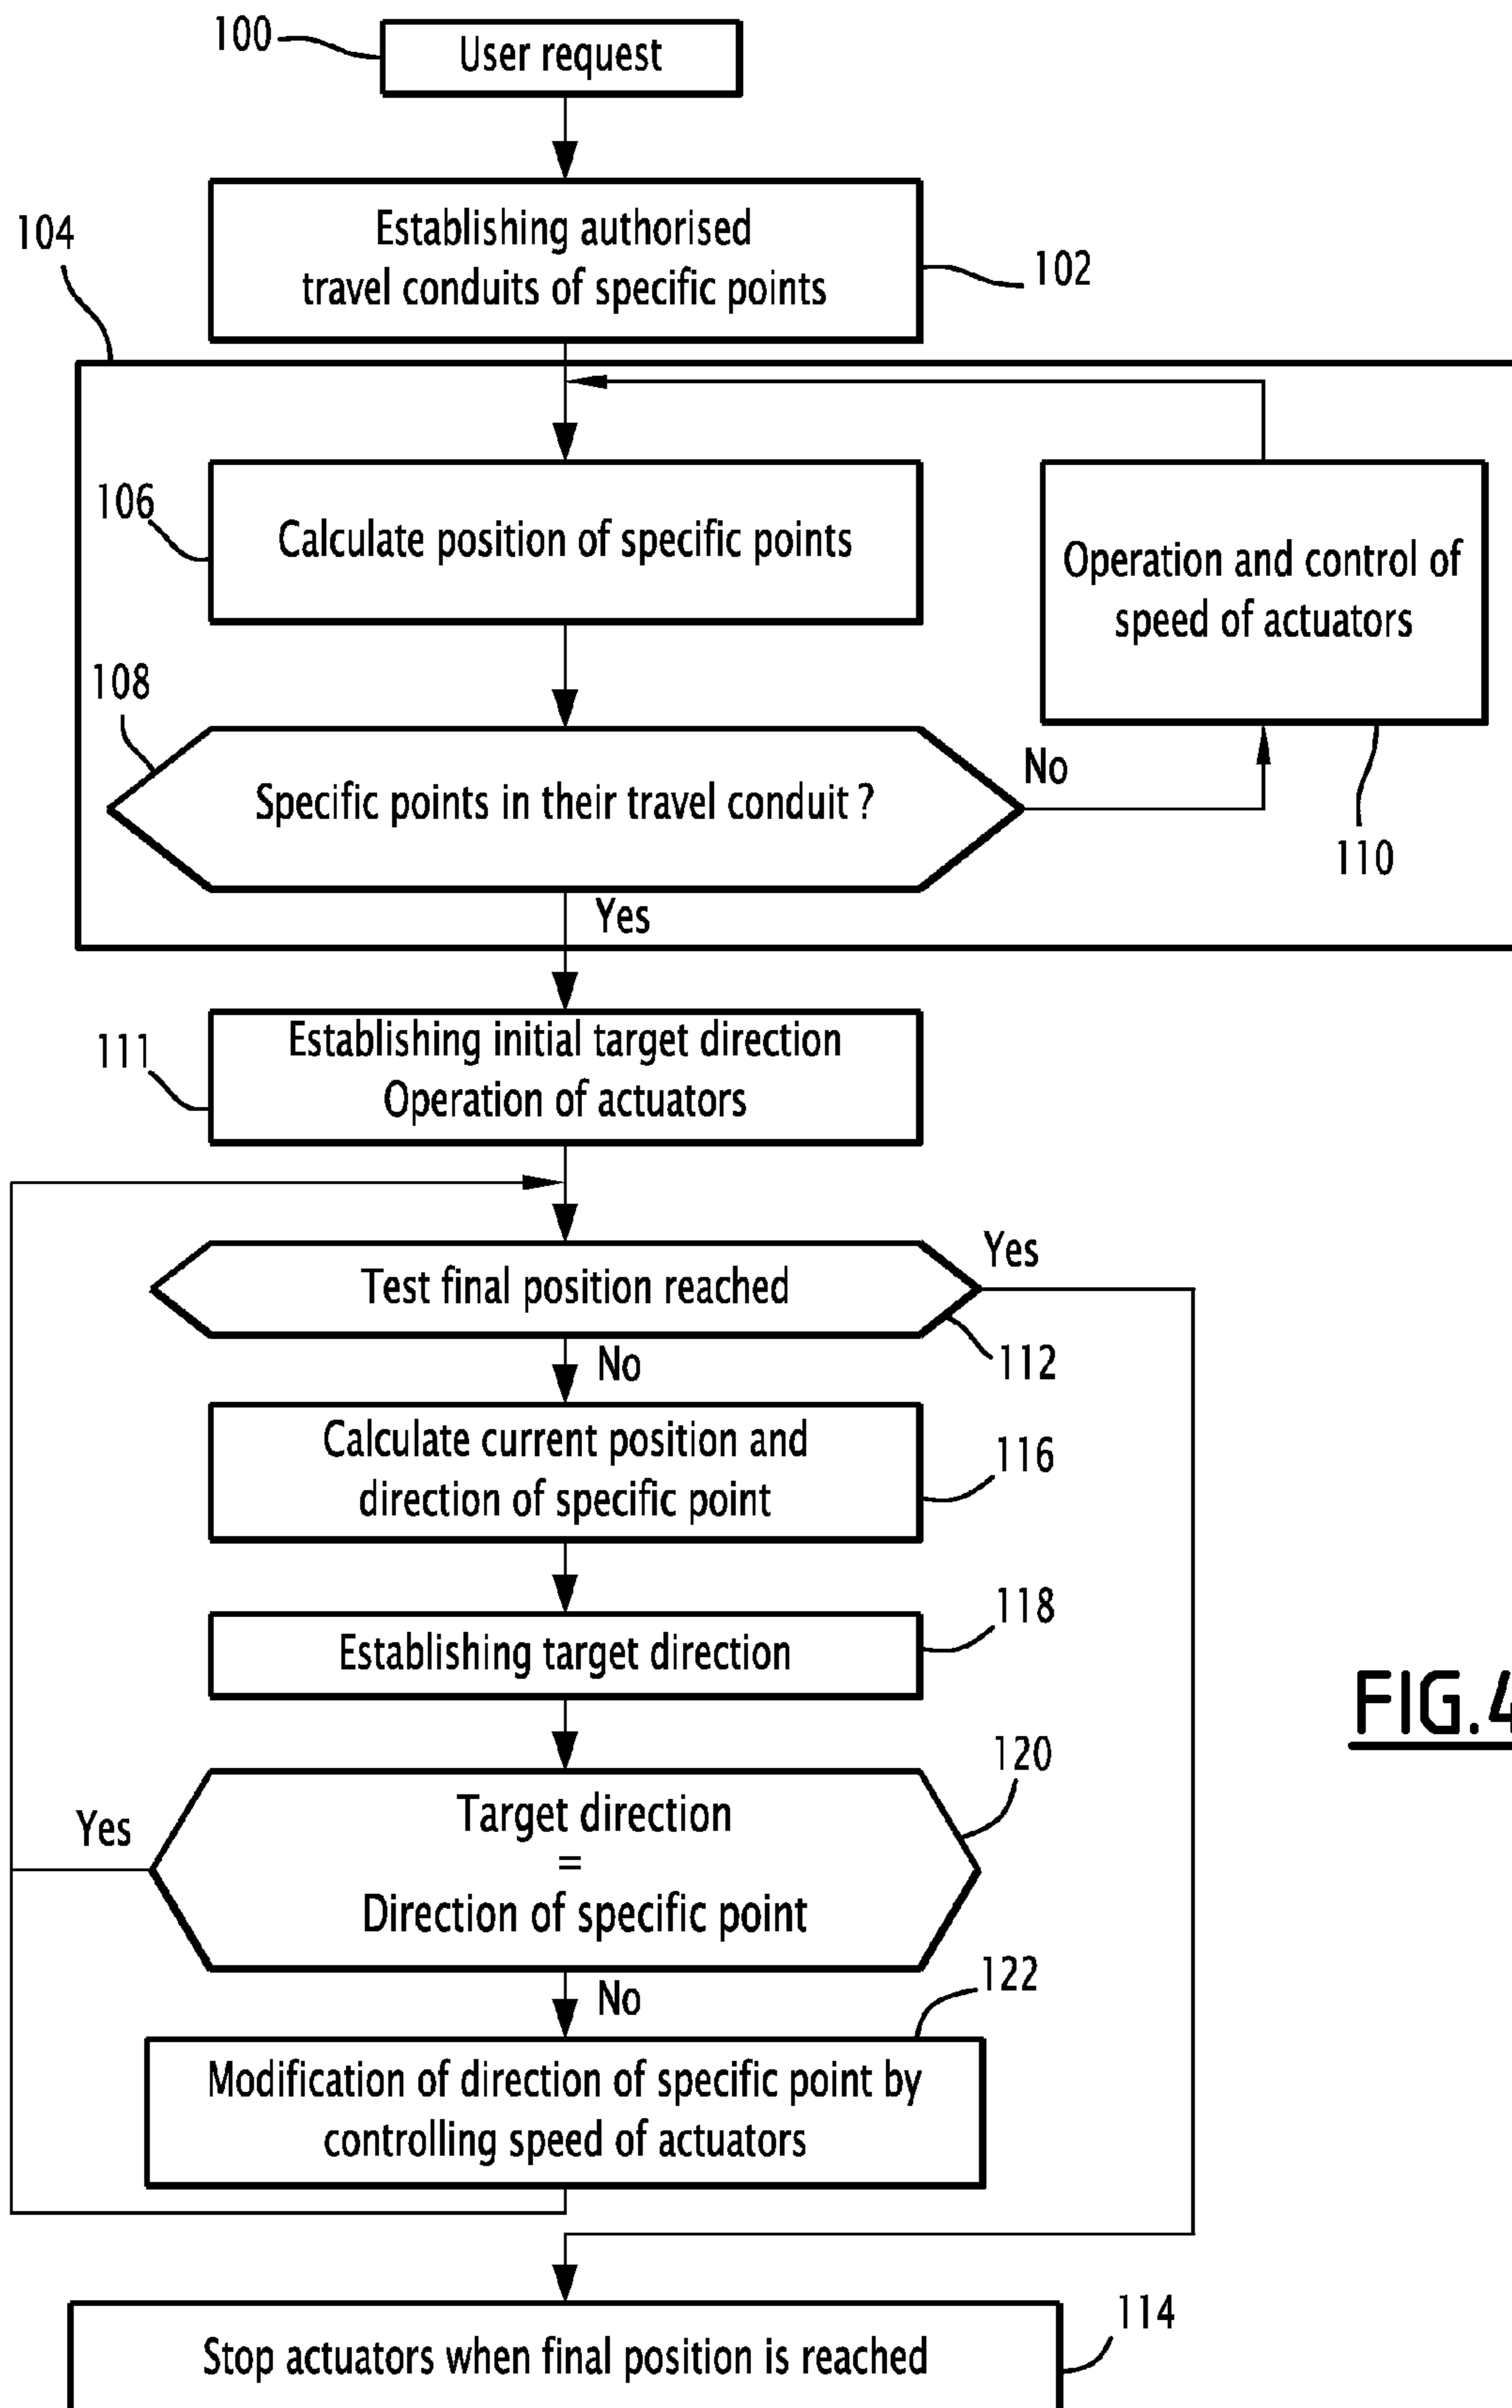 100
User request
Establishing authorised
travel conduits of specific points
102
104
106
Calculate position of specific points
Operation and control of
speed of actuators
108
Specific points in their travel conduit ?
No
110
Yes
111
Establishing initial target direction
Operation of actuators
Test final position reached
Yes
112
No
Calculate current position and
direction of specific point
116
118
Establishing target direction
FIG.4
120
Target direction
=
Direction of specific point
Yes
No
122
Modification of direction of specific point by
controlling speed of actuators
114
Stop actuators when final position is reached